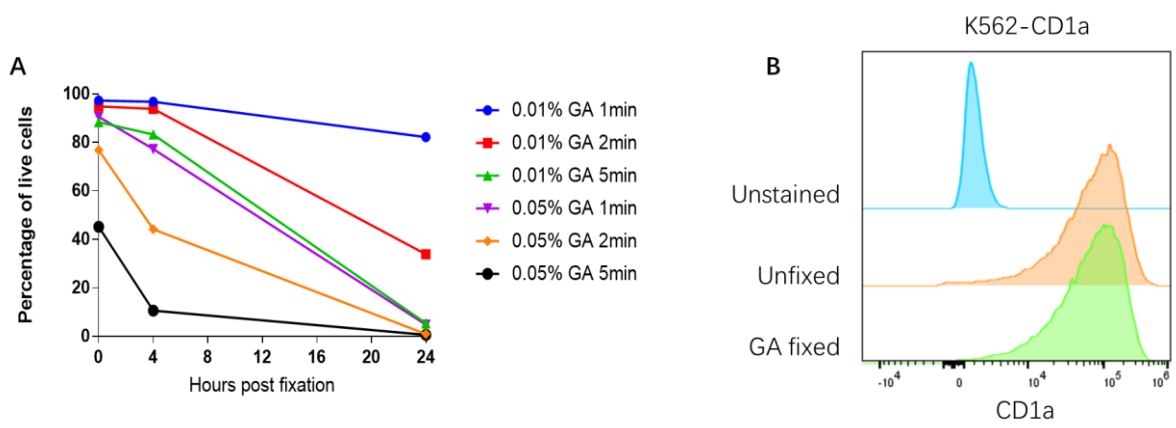 A
Percentage of live cells
100
80
60
40
20
0
0 4 8 12 16 20 24
Hours post fixation
0.01% GA 1min
0.01% GA 2min
0.01% GA 5min
0.05% GA 1min
0.05% GA 2min
0.05% GA 5min
B
K562-CD1a
Unstained
Unfixed
GA fixed
-10⁴ 0 10⁴ 10⁵ 10⁶
CD1a